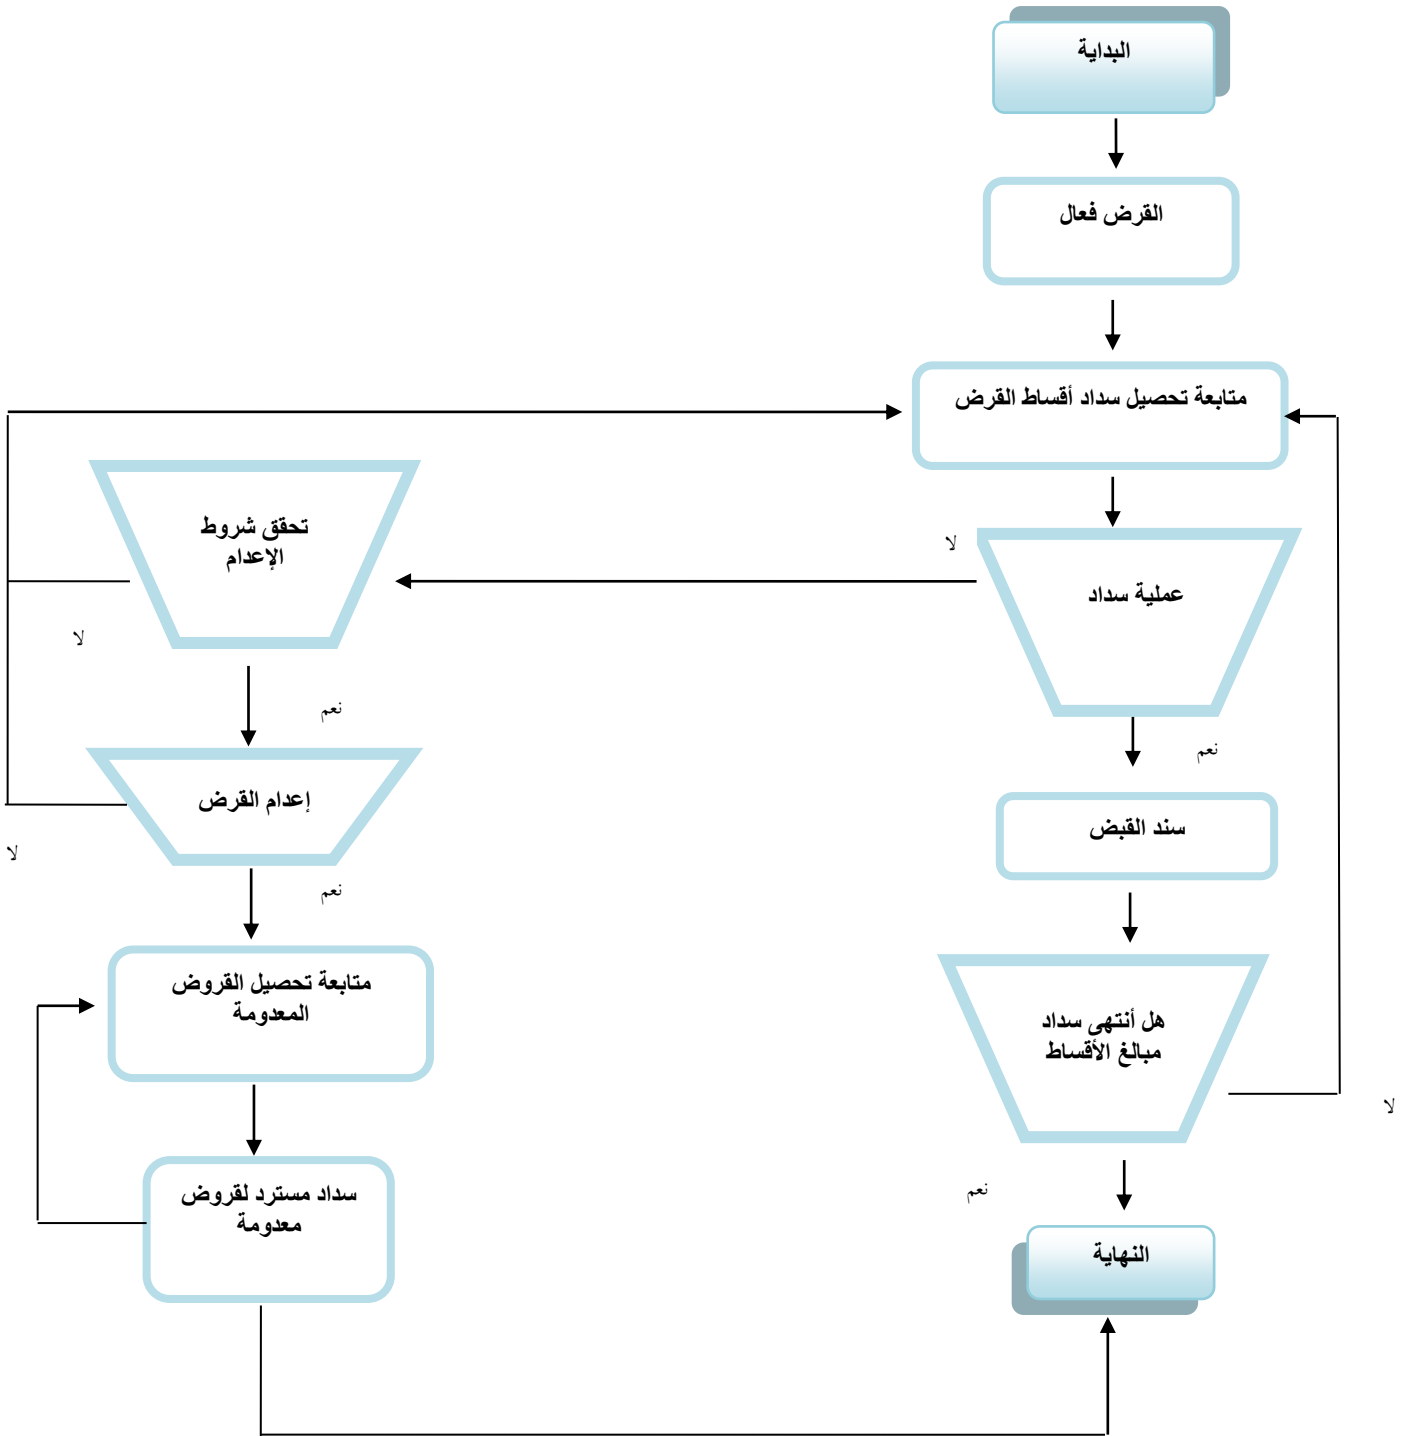 البداية
القرض فعال
متابعة تحصيل سداد أقساط القرض
عملية سداد
لا
نعم
سند القبض
هل أنتهى سداد
مبالغ الأقساط
لا
نعم
النهاية
تحقق شروط
الإعدام
لا
نعم
إعدام القرض
لا
نعم
متابعة تحصيل القروض
المعدومة
سداد مسترد لقروض
معدومة